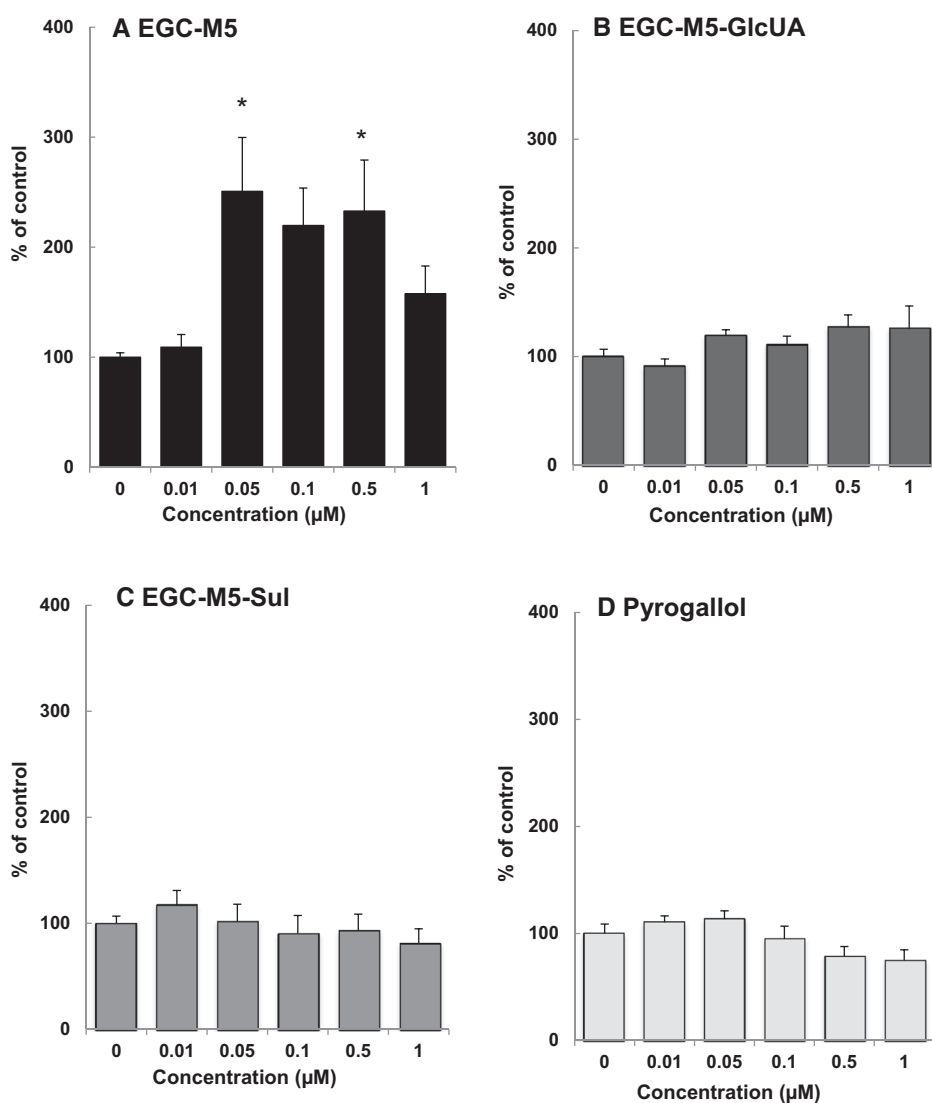 A EGC-M5
400
300
200
100
0
% of control
*
*
0 0.01 0.05 0.1 0.5 1
Concentration (µM)
B EGC-M5-GlcUA
400
300
200
100
0
% of control
0 0.01 0.05 0.1 0.5 1
Concentration (µM)
C EGC-M5-Sul
400
300
200
100
0
% of control
0 0.01 0.05 0.1 0.5 1
Concentration (µM)
D Pyrogallol
400
300
200
100
0
% of control
0 0.01 0.05 0.1 0.5 1
Concentration (µM)